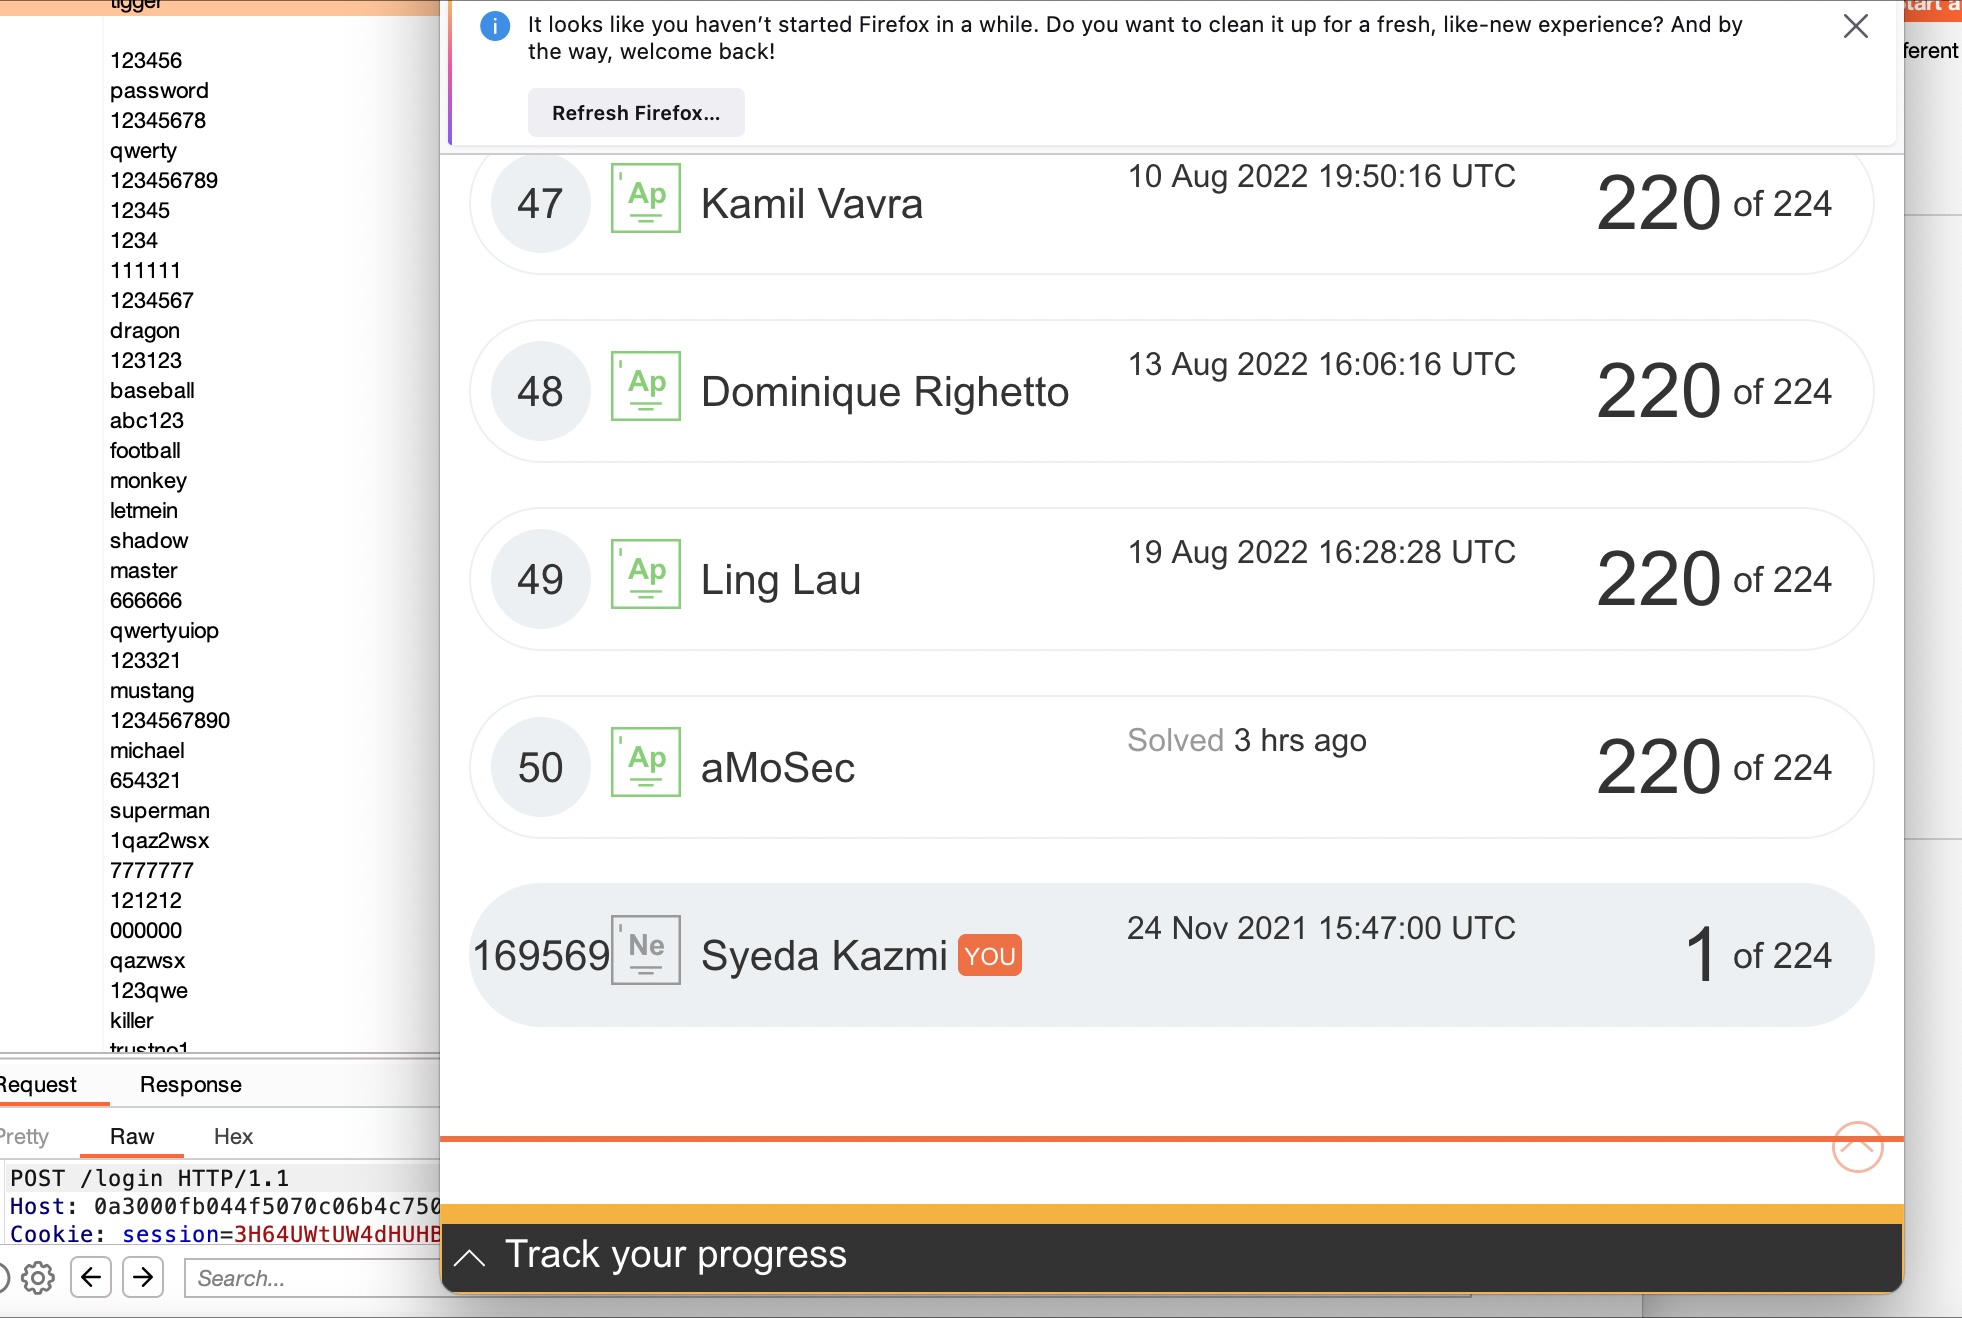 tigger
123456
password
12345678
qwerty
123456789
12345
1234
111111
1234567
dragon
123123
baseball
abc123
football
monkey
letmein
shadow
master
666666
qwertyuiop
123321
mustang
1234567890
michael
654321
superman
1qaz2wsx
7777777
121212
000000
qazwsx
123qwe
killer
trustno1
Request Response
Pretty Raw Hex
POST /login HTTP/1.1
Host: 0a3000fb044f5070c06b4c750
Cookie: session=3H64UWtUW4dHUHB
Search...
It looks like you haven’t started Firefox in a while. Do you want to clean it up for a fresh, like-new experience? And by
the way, welcome back!
Refresh Firefox...
47 Ap Kamil Vavra 10 Aug 2022 19:50:16 UTC 220 of 224
48 Ap Dominique Righetto 13 Aug 2022 16:06:16 UTC 220 of 224
49 Ap Ling Lau 19 Aug 2022 16:28:28 UTC 220 of 224
50 Ap aMoSec Solved 3 hrs ago 220 of 224
169569 Ne Syeda Kazmi YOU 24 Nov 2021 15:47:00 UTC 1 of 224
Track your progress